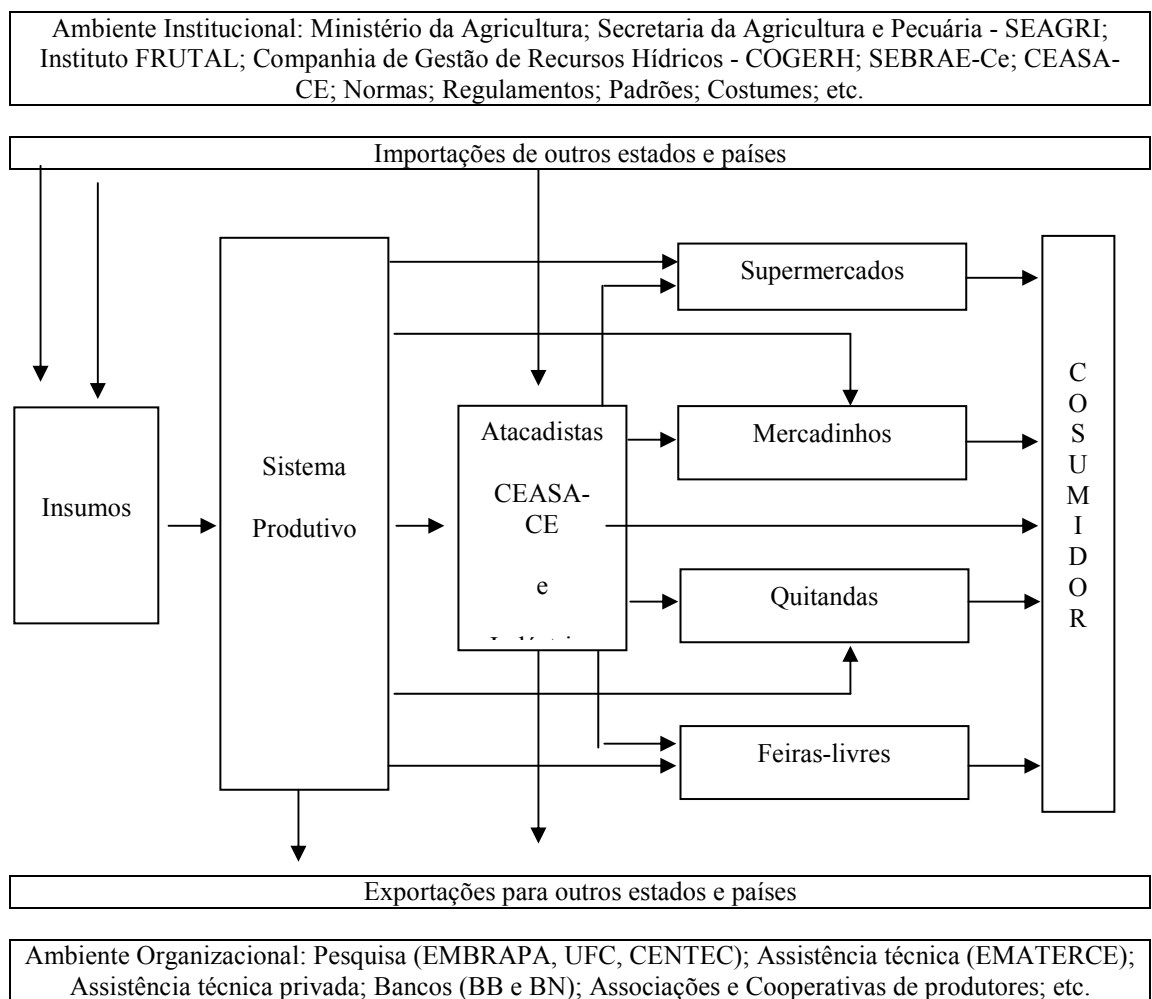 Ambiente Institucional: Ministério da Agricultura; Secretaria da Agricultura e Pecuária - SEAGRI;
Instituto FRUTAL; Companhia de Gestão de Recursos Hídricos - COGERH; SEBRAE-Ce; CEASA-
CE; Normas; Regulamentos; Padrões; Costumes; etc.
Importações de outros estados e países
Insumos
Sistema
Produtivo
Atacadistas
CEASA-
CE
e
Supermercados
Mercadinhos
Quitandas
Feiras-livres
C
O
S
U
M
I
D
O
R
Exportações para outros estados e países
Ambiente Organizacional: Pesquisa (EMBRAPA, UFC, CENTEC); Assistência técnica (EMATERCE);
Assistência técnica privada; Bancos (BB e BN); Associações e Cooperativas de produtores; etc.